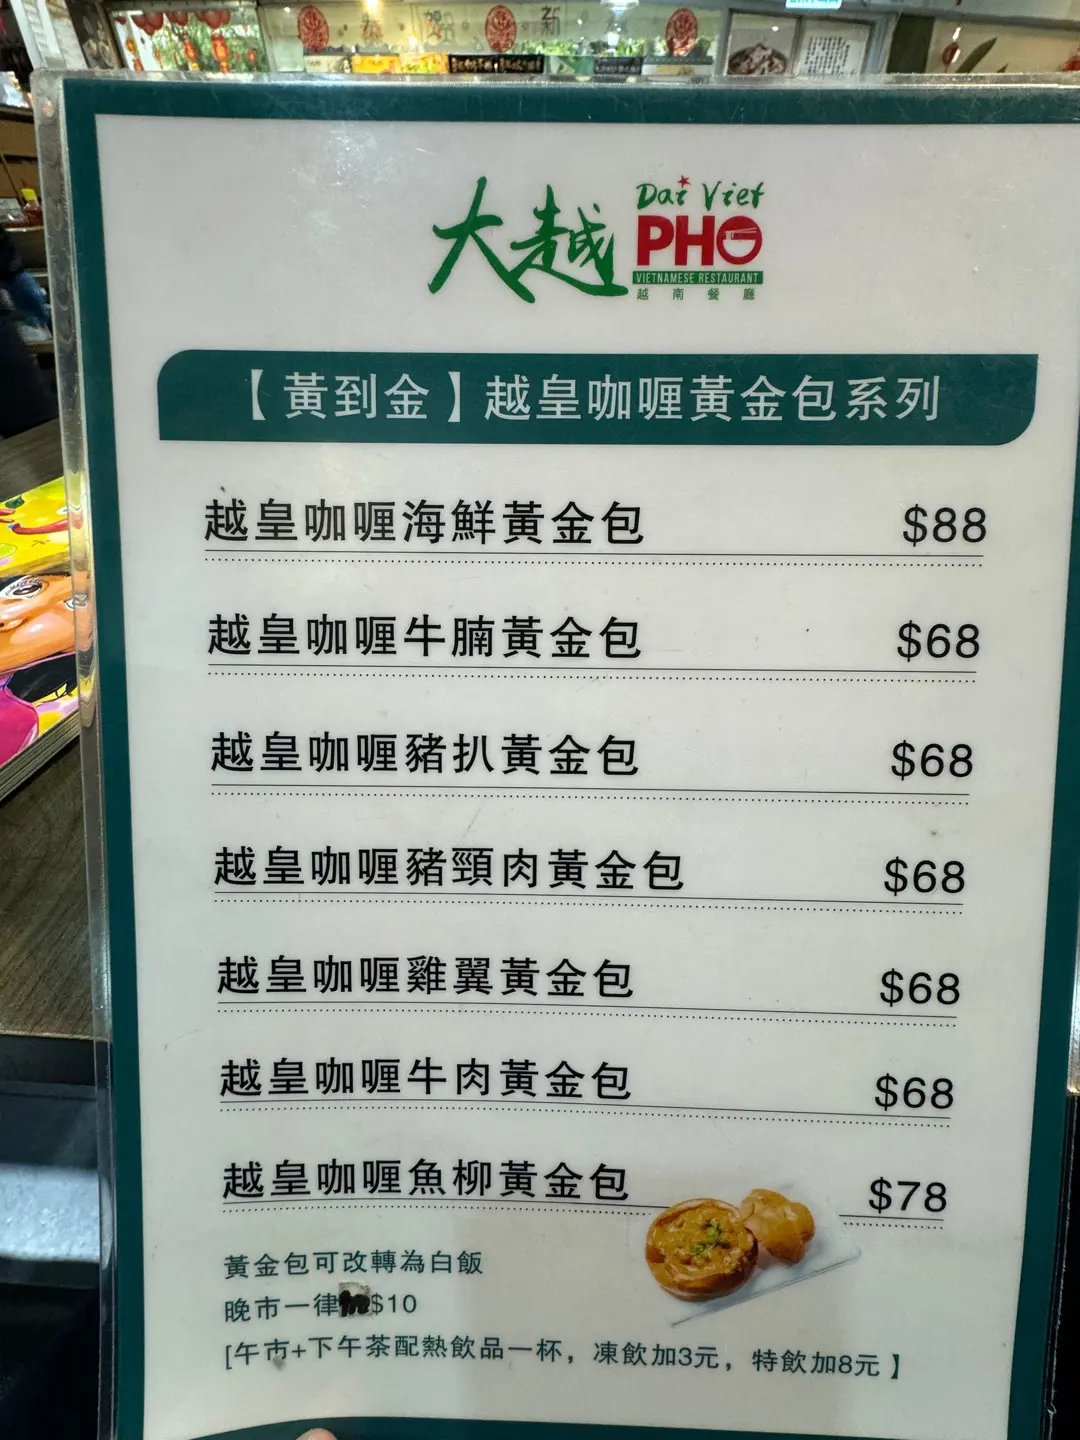 賀
新
大越
Dai Viet
PHO
VIETNAMESE RESTAURANT
越南餐廳
【黃到金】越皇咖喱黃金包系列
越皇咖喱海鮮黃金包 $88
越皇咖喱牛腩黃金包 $68
越皇咖喱豬扒黃金包 $68
越皇咖喱豬頸肉黃金包 $68
越皇咖喱雞翼黃金包 $68
越皇咖喱牛肉黃金包 $68
越皇咖喱魚柳黃金包 $78
黃金包可改轉為白飯
晚市一律$10
[午市+下午茶配熱飲品一杯，凍飲加3元，特飲加8元】